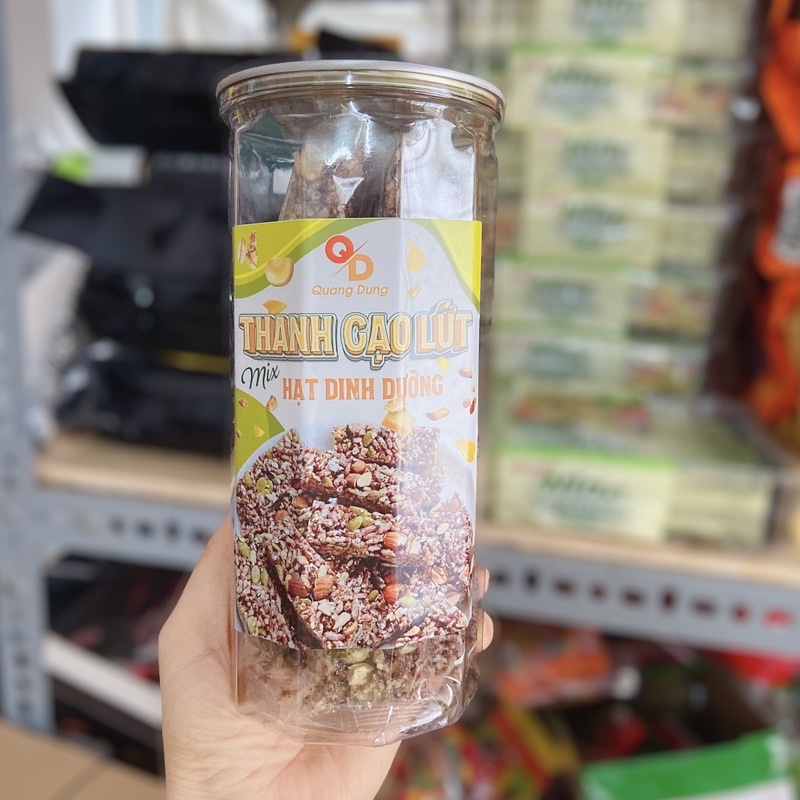 QD
Quang Dung
THANH GẠO LỨT
Mix
HẠT DINH DƯỠNG